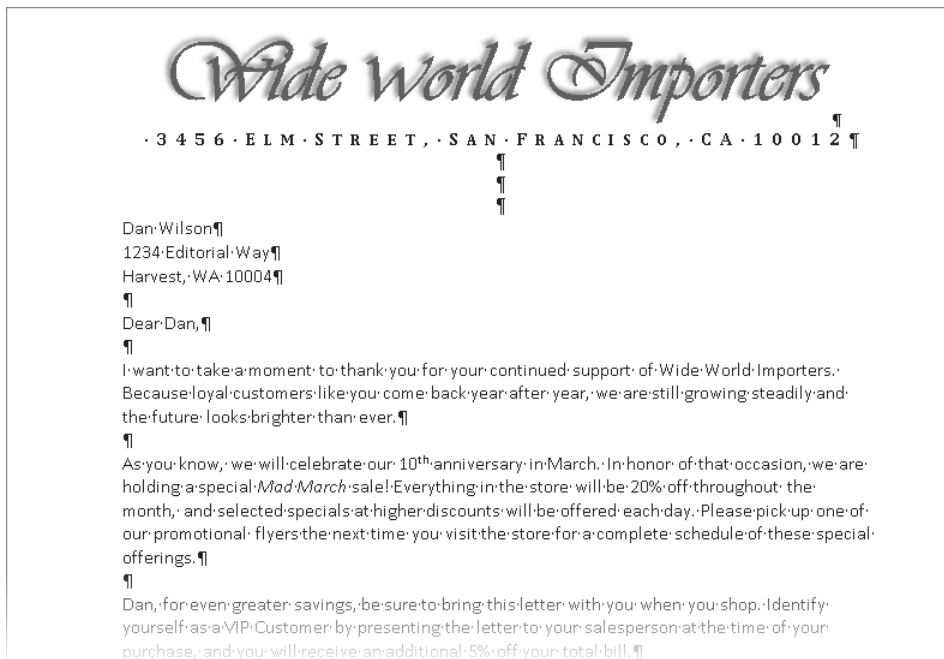 Wide World Importers¶
·3456·Elm·Street,·San·Francisco,·CA·10012¶
¶
¶
¶
Dan·Wilson¶
1234·Editorial·Way¶
Harvest,·WA·10004¶
¶
Dear·Dan,¶
¶
I·want·to·take·a·moment·to·thank·you·for·your·continued·support·of·Wide·World·Importers.·
Because·loyal·customers·like·you·come·back·year·after·year,·we·are·still·growing·steadily·and·
the·future·looks·brighter·than·ever.¶
¶
As·you·know,·we·will·celebrate·our·10th·anniversary·in·March.·In·honor·of·that·occasion,·we·are·
holding·a·special·Mad·March·sale!·Everything·in·the·store·will·be·20%·off·throughout·the·
month,·and·selected·specials·at·higher·discounts·will·be·offered·each·day.·Please·pick·up·one·of·
our·promotional·flyers·the·next·time·you·visit·the·store·for·a·complete·schedule·of·these·special·
offerings.¶
¶
Dan,·for·even·greater·savings,·be·sure·to·bring·this·letter·with·you·when·you·shop.·Identify·
yourself·as·a·VIP·Customer·by·presenting·the·letter·to·your·salesperson·at·the·time·of·your·
purchase,·and·you·will·receive·an·additional·5%·off·your·total·bill.¶